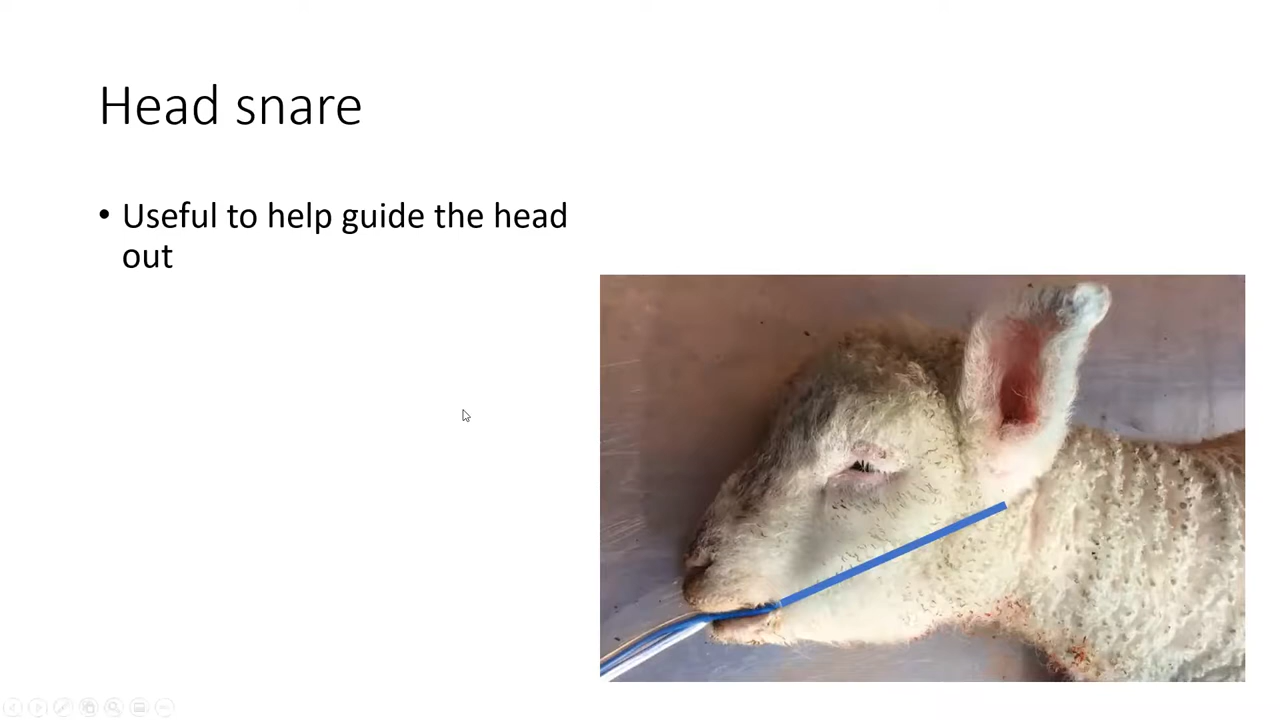 Head snare
• Useful to help guide the head
out